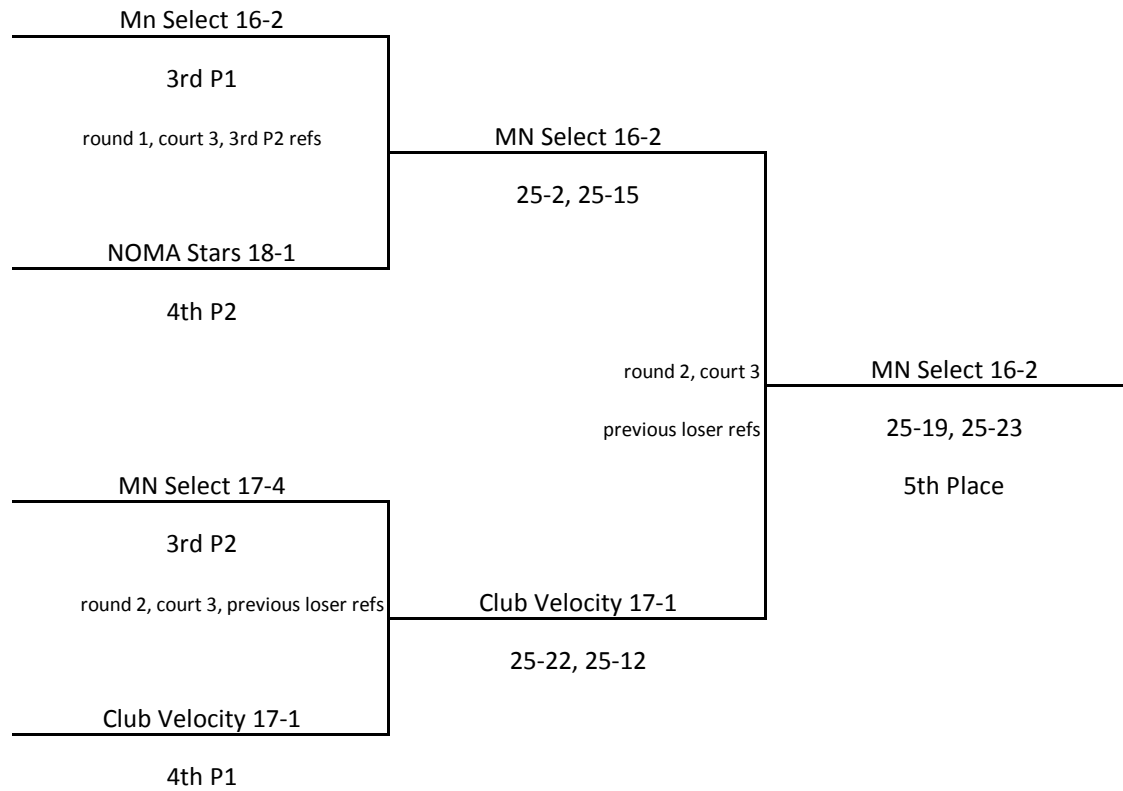 Mn Select 16-2
3rd P1
round 1, court 3, 3rd P2 refs
MN Select 16-2
25-2, 25-15
NOMA Stars 18-1
4th P2
round 2, court 3
MN Select 16-2
previous loser refs
25-19, 25-23
MN Select 17-4
5th Place
3rd P2
round 2, court 3, previous loser refs
Club Velocity 17-1
25-22, 25-12
Club Velocity 17-1
4th P1